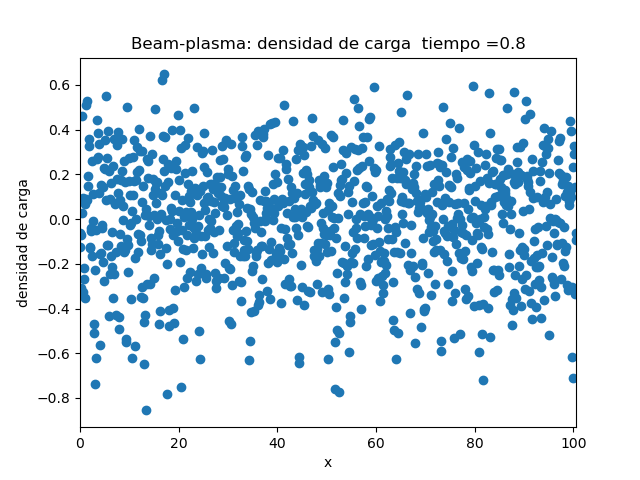 Beam-plasma: densidad de carga  tiempo =0.8
densidad de carga
0.6
0.4
0.2
0.0
−0.2
−0.4
−0.6
−0.8
0 20 40 60 80 100
x